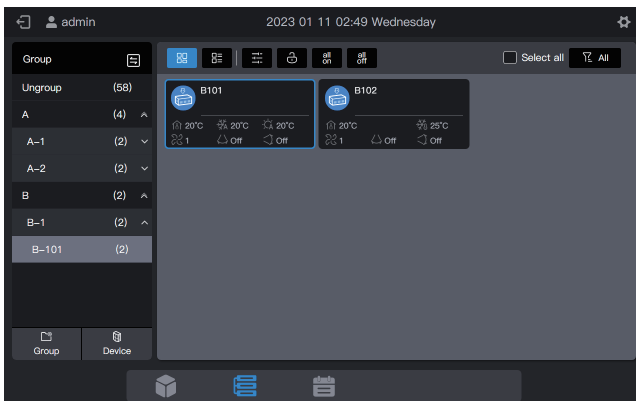 admin 2023 01 11 02:49 Wednesday
Group
all on
all off
Select all
All
Ungroup (58)
A (4)
A-1 (2)
A-2 (2)
B (2)
B-1 (2)
B-101 (2)
B101
20°C A 20°C 20°C
1 Off Off
B102
20°C 25°C
1 Off Off
Group
Device